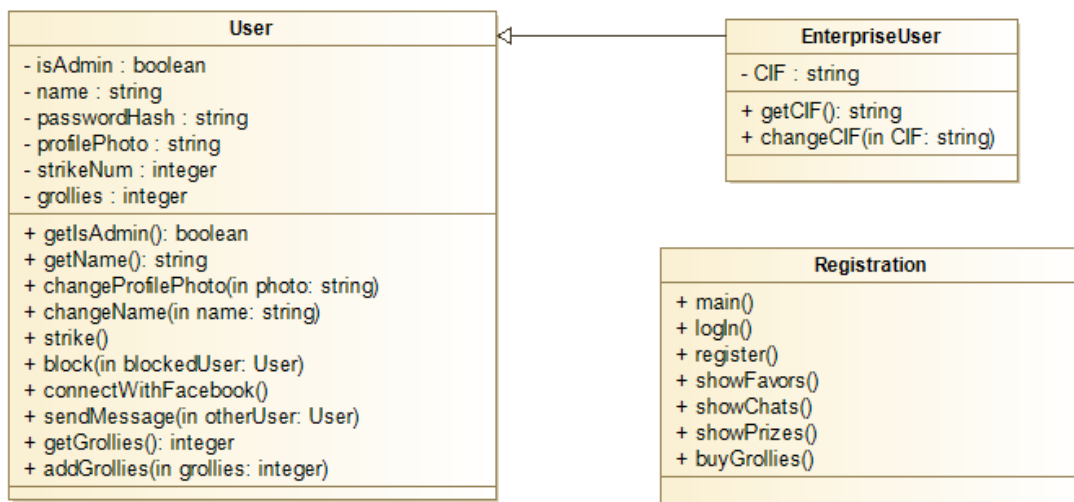 User
- isAdmin : boolean
- name : string
- passwordHash : string
- profilePhoto : string
- strikeNum : integer
- grollies : integer
+ getIsAdmin(): boolean
+ getName(): string
+ changeProfilePhoto(in photo: string)
+ changeName(in name: string)
+ strike()
+ block(in blockedUser: User)
+ connectWithFacebook()
+ sendMessage(in otherUser: User)
+ getGrollies(): integer
+ addGrollies(in grollies: integer)
EnterpriseUser
- CIF : string
+ getCIF(): string
+ changeCIF(in CIF: string)
Registration
+ main()
+ logIn()
+ register()
+ showFavors()
+ showChats()
+ showPrizes()
+ buyGrollies()